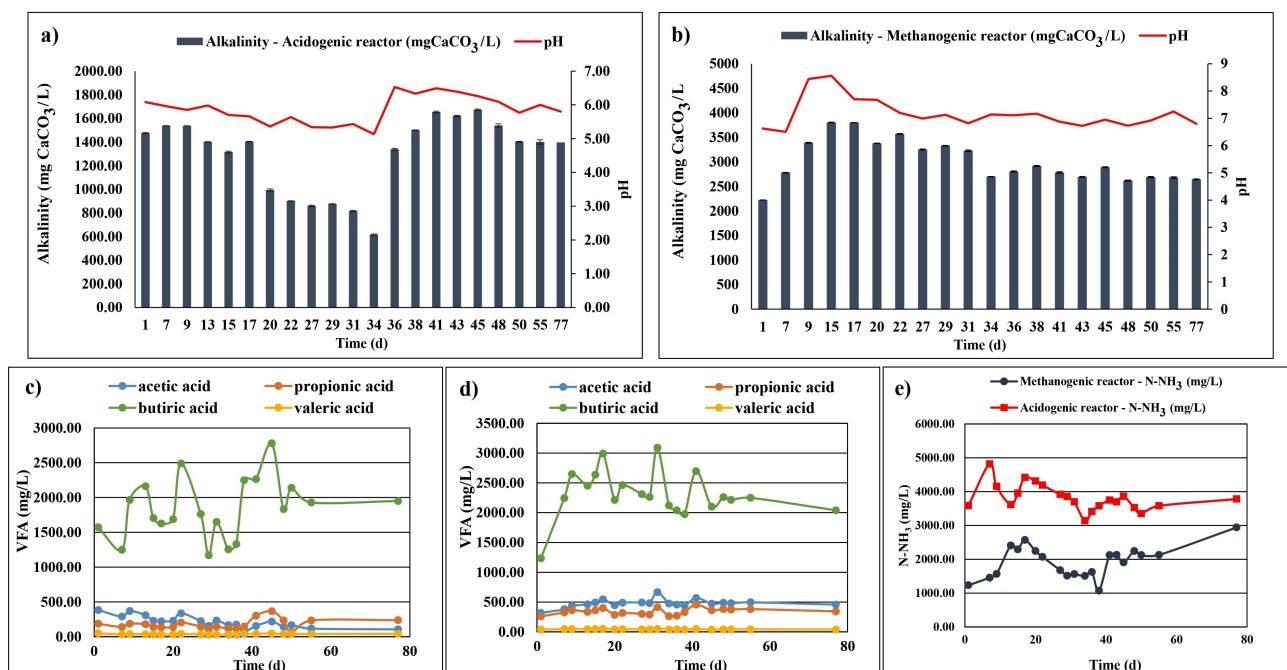 a)
Alkalinity - Acidogenic reactor (mgCaCO3/L)
pH
Alkalinity (mg CaCO3/L)
2000.00
1800.00
1600.00
1400.00
1200.00
1000.00
800.00
600.00
400.00
200.00
0.00
7.00
6.00
5.00
4.00
3.00
2.00
1.00
0.00
pH
1 7 9 13 15 17 20 22 27 29 31 34 36 38 41 43 45 48 50 55 77
Time (d)
b)
Alkalinity - Methanogenic reactor (mgCaCO3/L)
pH
Alkalinity (mg CaCO3/L
5000
4500
4000
3500
3000
2500
2000
1500
1000
500
0
9
8
7
6
5
4
3
2
1
0
pH
1 7 9 15 17 20 22 27 29 31 34 36 38 41 43 45 48 50 55 77
Time (d)
c)
acetic acid
propionic acid
butiric acid
valeric acid
VFA (mg/L)
3000.00
2500.00
2000.00
1500.00
1000.00
500.00
0.00
0 20 40 60 80
Time (d)
d)
acetic acid
propionic acid
butiric acid
valeric acid
VFA (mg/L)
3500.00
3000.00
2500.00
2000.00
1500.00
1000.00
500.00
0.00
0 20 40 60 80
Time (d)
e)
Methanogenic reactor - N-NH3 (mg/L)
Acidogenic reactor - N-NH3 (mg/L)
N-NH3 (mg/L)
6000.00
5000.00
4000.00
3000.00
2000.00
1000.00
0.00
0 20 40 60 80
Time (d)